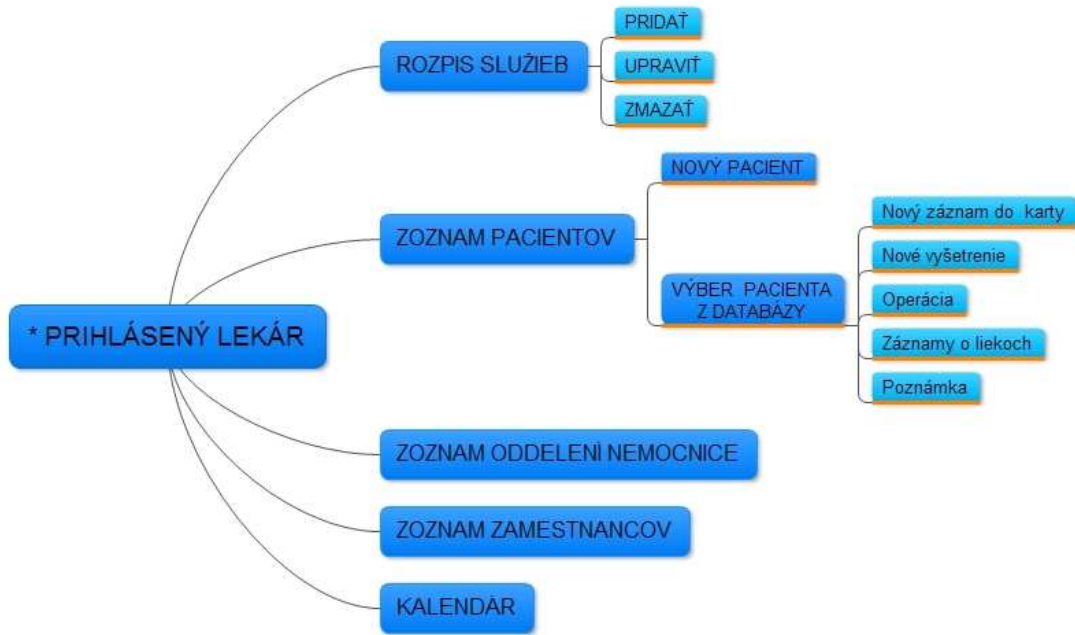 * PRIHLÁSENÝ LEKÁR
ROZPIS SLUŽIEB
PRIDAŤ
UPRAVIŤ
ZMAZAŤ
ZOZNAM PACIENTOV
NOVÝ PACIENT
VÝBER PACIENTA
Z DATABÁZY
Nový záznam do karty
Nové vyšetrenie
Operácia
Záznamy o liekoch
Poznámka
ZOZNAM ODDELENÍ NEMOCNICE
ZOZNAM ZAMESTNANCOV
KALENDÁR